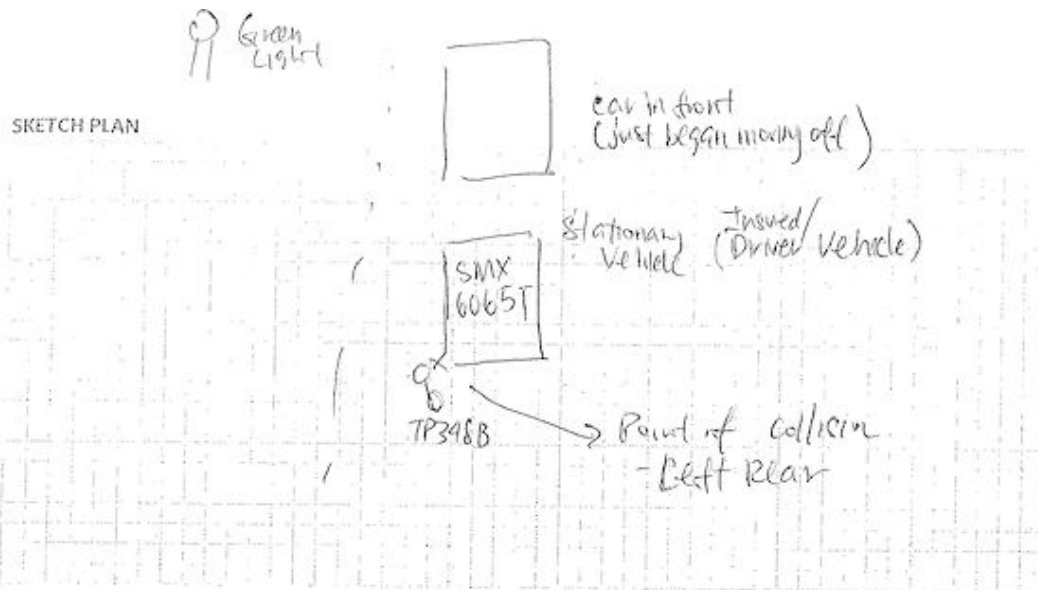 Green
Light
SKETCH PLAN
car in front
(just began moving off)
Stationary
Vehicle
(Insured/
Driver Vehicle)
SMX
6065T
TP348B
Point of collision
- Left Rear